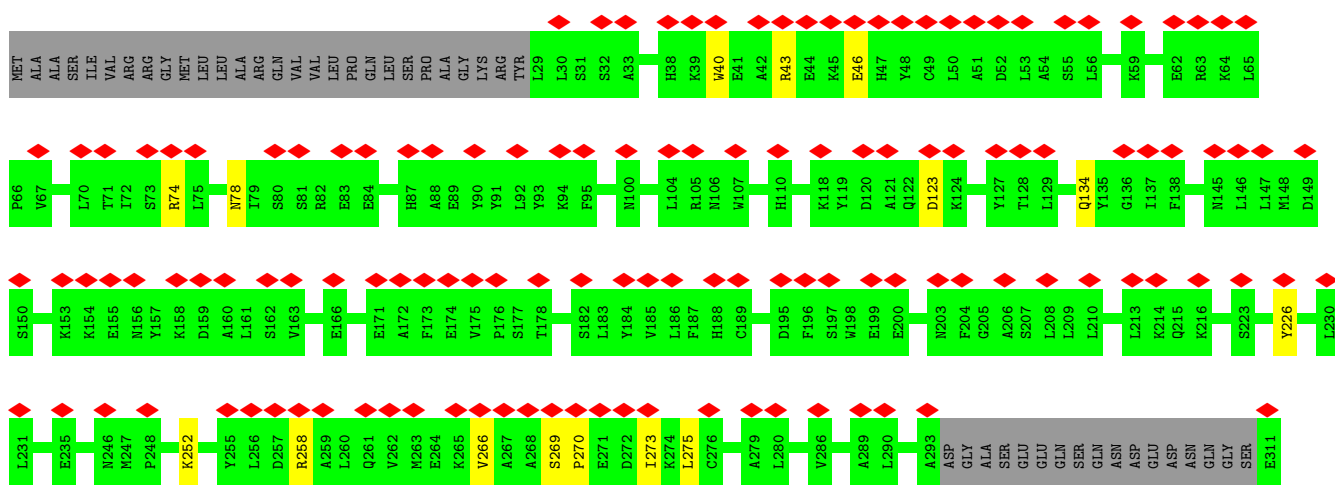 MET ALA ALA SER ILE VAL ARG ARG GLY MET LEU LEU ALA ARG GLN VAL VAL LEU PRO GLN LEU SER PRO ALA GLY LYS ARG TYR L29 L30 S31 S32 A33 H38 K39 W40 E41 A42 R43 E44 K45 E46 H47 Y48 C49 L50 A51 D52 L53 A54 S55 L56 K59 E62 R63 K64 L65
P66 V67 L70 T71 I72 S73 R74 L75 N78 I79 S80 S81 R82 E83 E84 H87 A88 E89 Y90 Y91 L92 Y93 K94 F95 N100 L104 R105 N106 W107 H110 K118 Y119 D120 A121 Q122 D123 K124 Y127 T128 L129 Q134 Y135 G136 I137 F138 N145 L146 L147 M148 D149
S150 K153 K154 E155 N156 Y157 K158 D159 A160 L161 S162 V163 E166 E171 A172 F173 E174 V175 P176 S177 T178 S182 L183 Y184 V185 L186 F187 H188 C189 D195 F196 S197 W198 E199 E200 N203 F204 G205 A206 S207 L208 L209 L210 L213 K214 Q215 K216 S223 Y226 L230
L231 E235 N246 M247 P248 K252 Y255 L256 D257 R258 A259 L260 Q261 V262 M263 E264 K265 V266 A267 A268 S269 P270 E271 D272 I273 K274 L275 C276 A279 L280 V286 A289 L290 A293 ASP GLY ALA SER GLU GLU GLN SER GLN ASN ASP GLU ASP ASN GLN GLY SER E311